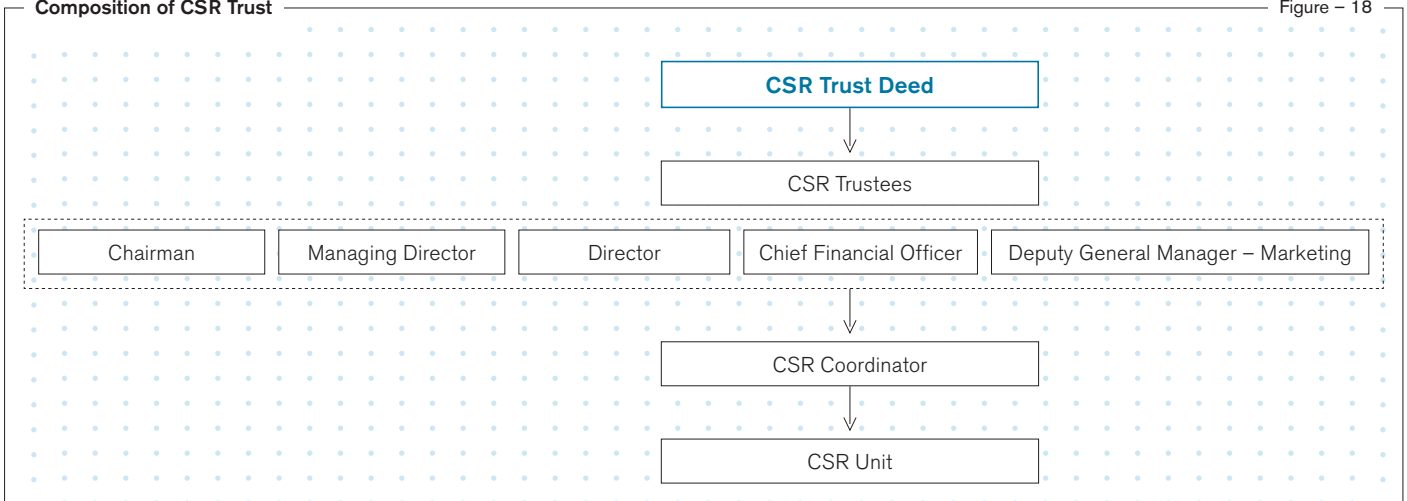 Composition of CSR Trust
Figure – 18
CSR Trust Deed
CSR Trustees
Chairman
Managing Director
Director
Chief Financial Officer
Deputy General Manager – Marketing
CSR Coordinator
CSR Unit